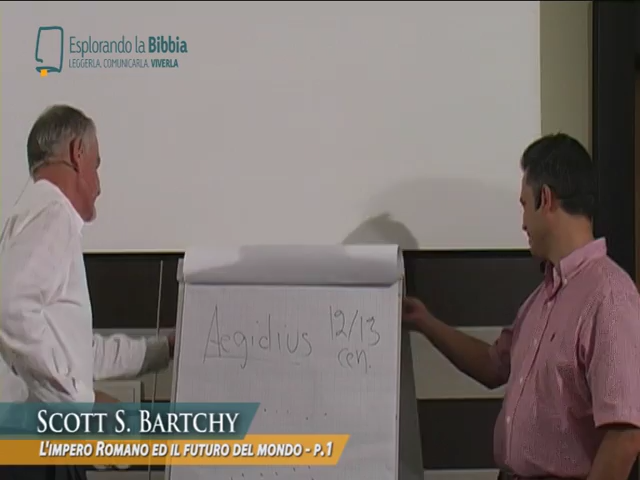 Esplorando la Bibbia
LEGGERLA, COMUNICARLA, VIVERLA
Aegidius 12/13
cen.
SCOTT S. BARTCHY
L'IMPERO ROMANO ED IL FUTURO DEL MONDO - P.1